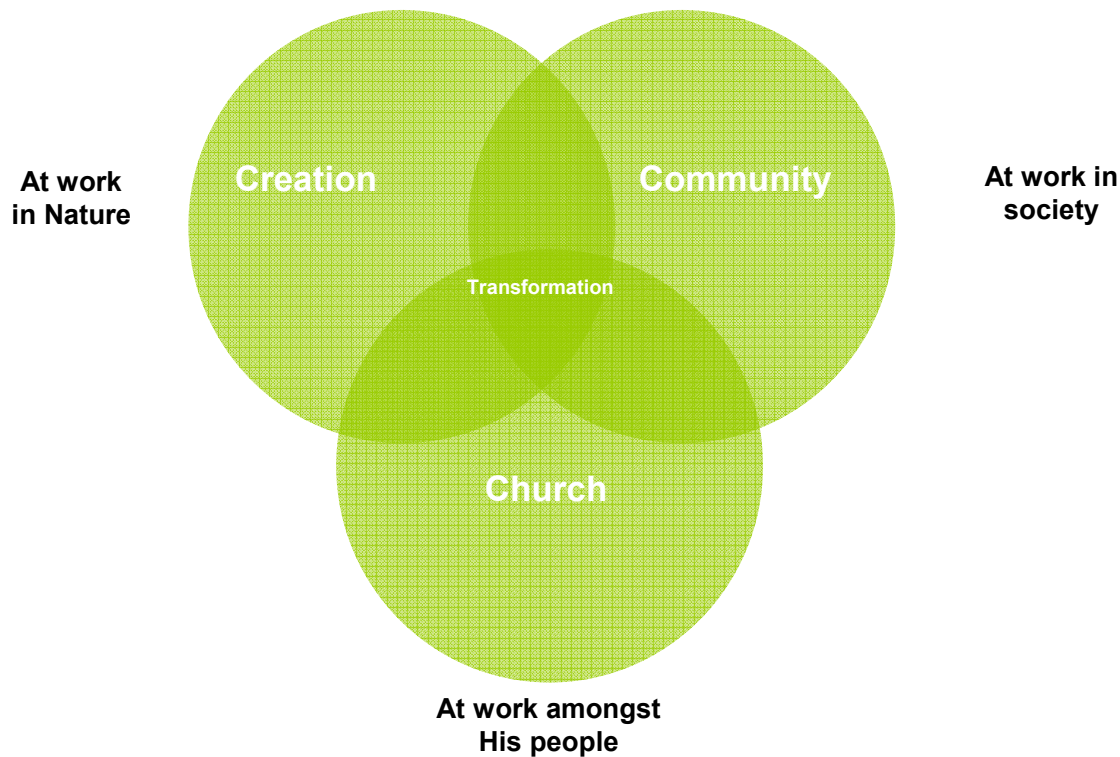 Creation
Community
At work
in Nature
At work in
society
Transformation
Church
At work amongst
His people